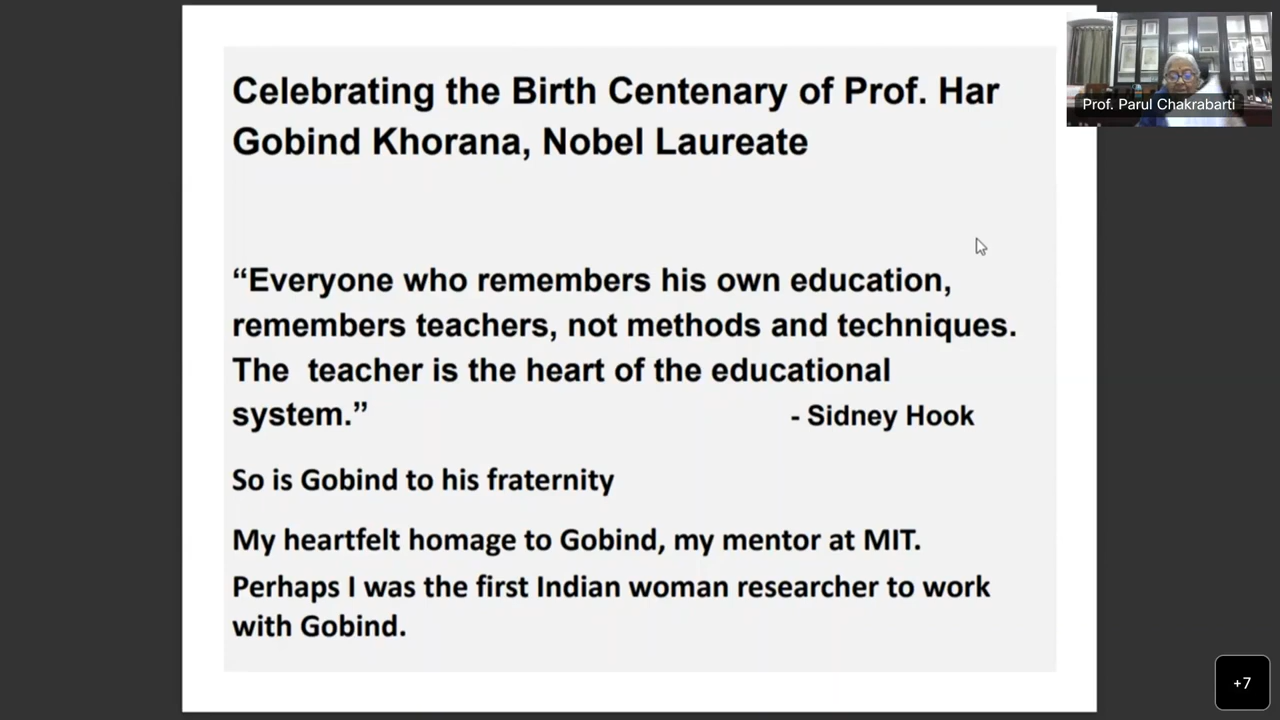 Celebrating the Birth Centenary of Prof. Har
Gobind Khorana, Nobel Laureate
“Everyone who remembers his own education,
remembers teachers, not methods and techniques.
The teacher is the heart of the educational
system.” - Sidney Hook
So is Gobind to his fraternity
My heartfelt homage to Gobind, my mentor at MIT.
Perhaps I was the first Indian woman researcher to work
with Gobind.
Prof. Parul Chakrabarti
+7